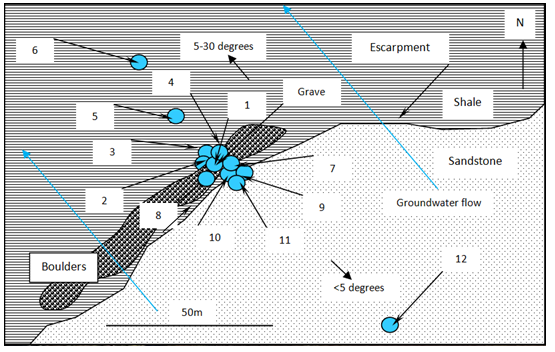 N
6
5-30 degrees
Escarpment
4
1
Grave
Shale
5
3
Sandstone
7
2
Groundwater flow
8
9
10
11
12
Boulders
<5 degrees
50m